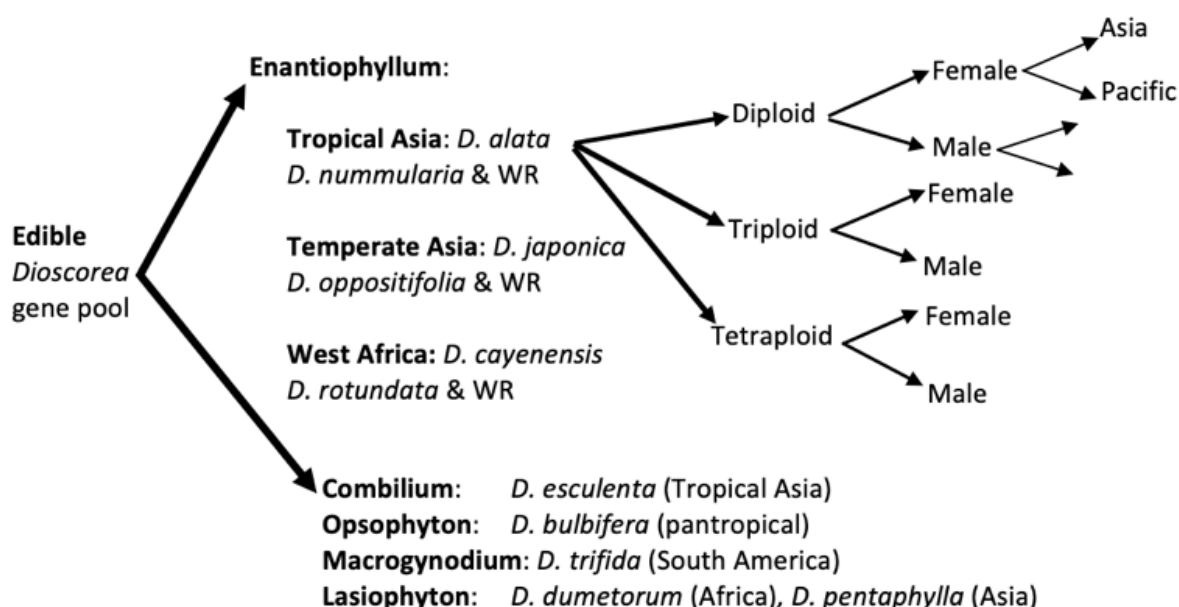 Enantiophyllum:
Tropical Asia: D. alata
D. nummularia & WR
Temperate Asia: D. japonica
D. oppositifolia & WR
West Africa: D. cayenensis
D. rotundata & WR
Edible
Dioscorea
gene pool
Diploid
Female
Asia
Pacific
Male
Triploid
Female
Male
Tetraploid
Female
Male
Combilium: D. esculenta (Tropical Asia)
Opsophyton: D. bulbifera (pantropical)
Macrogynodium: D. trifida (South America)
Lasiophyton: D. dumetorum (Africa), D. pentaphylla (Asia)